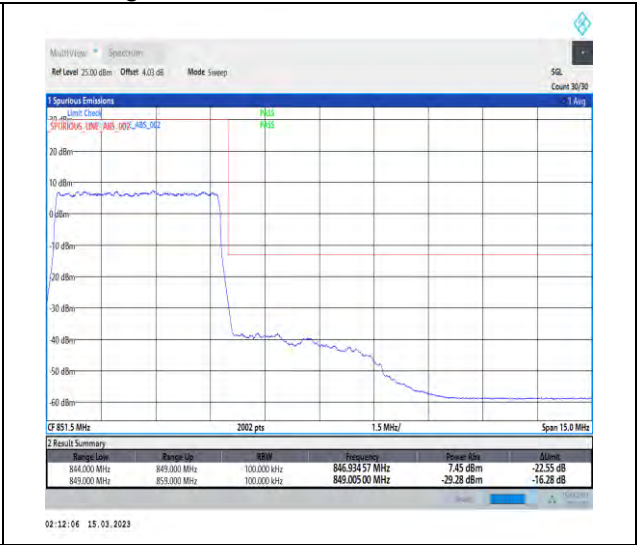 MultiView Spectrum
Ref Level 25.00 dBm Offset 4.03 dB Mode Sweep SGL
Count 30/30
1 Spurious Emissions 1 Avg
Limit Check PASS
SPURIOUS_LINE_ABS_002 _ABS_002 PASS
20 dBm
10 dBm
0 dBm
-10 dBm
-20 dBm
-30 dBm
-40 dBm
-50 dBm
-60 dBm
CF 851.5 MHz 2002 pts 1.5 MHz/ Span 15.0 MHz
2 Result Summary
Range Low Range Up RBW Frequency Power Abs ΔLimit
844.000 MHz 849.000 MHz 100.000 kHz 846.934 57 MHz 7.45 dBm -22.55 dB
849.000 MHz 859.000 MHz 100.000 kHz 849.005 00 MHz -29.28 dBm -16.28 dB
02:12:06 15.03.2023